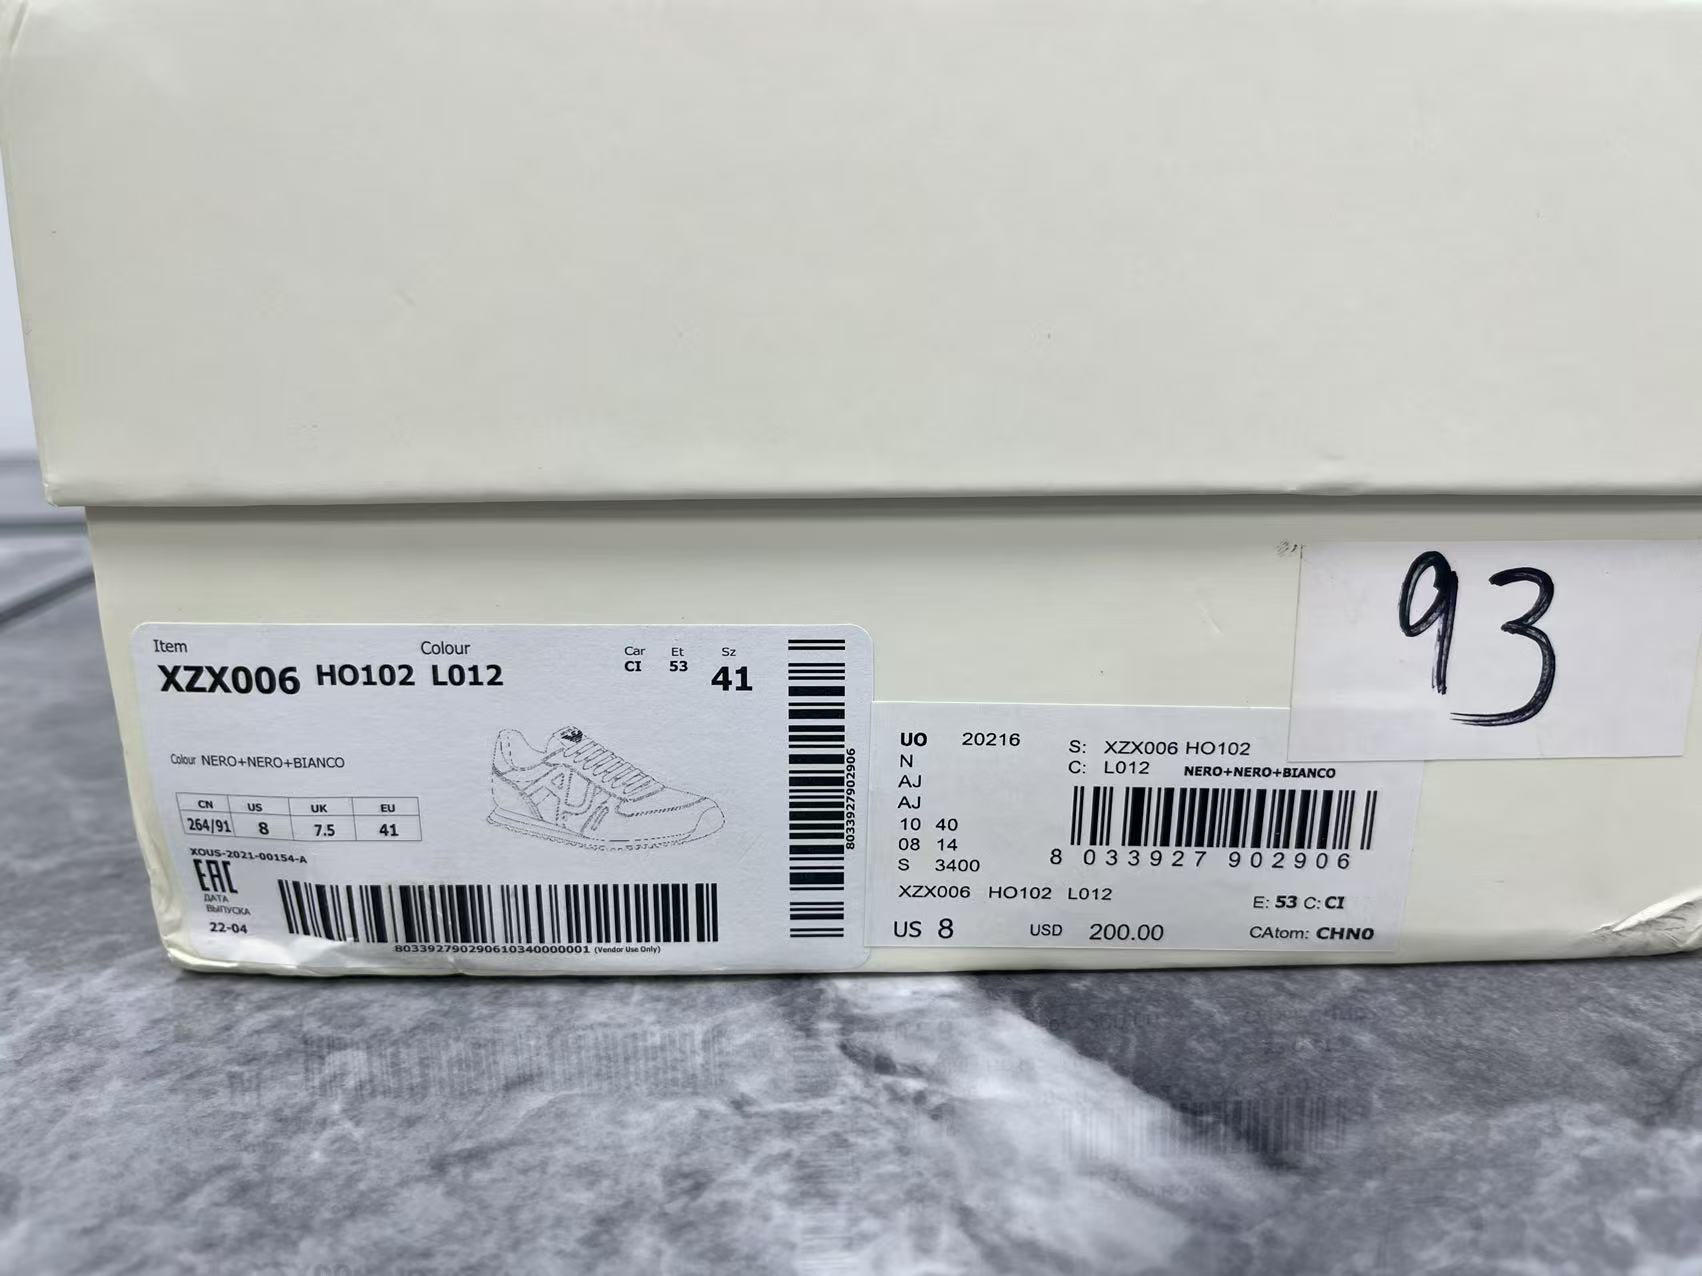 93
Item Colour Car Et Sz
XZX006 HO102 L012 CI 53 41
Colour NERO+NERO+BIANCO
CN US UK EU
264/91 8 7.5 41
XOUS-2021-00154-A
EAC
ДАТА
ВЫПУСКА
22-04
803392790290610340000001 (Vendor Use Only)
8033927902906
UO 20216
N
AJ
AJ
10 40
08 14
S 3400
S: XZX006 HO102
C: L012 NERO+NERO+BIANCO
8 033927 902906
XZX006 HO102 L012
E: 53 C: CI
US 8 USD 200.00 CAtom: CHN0